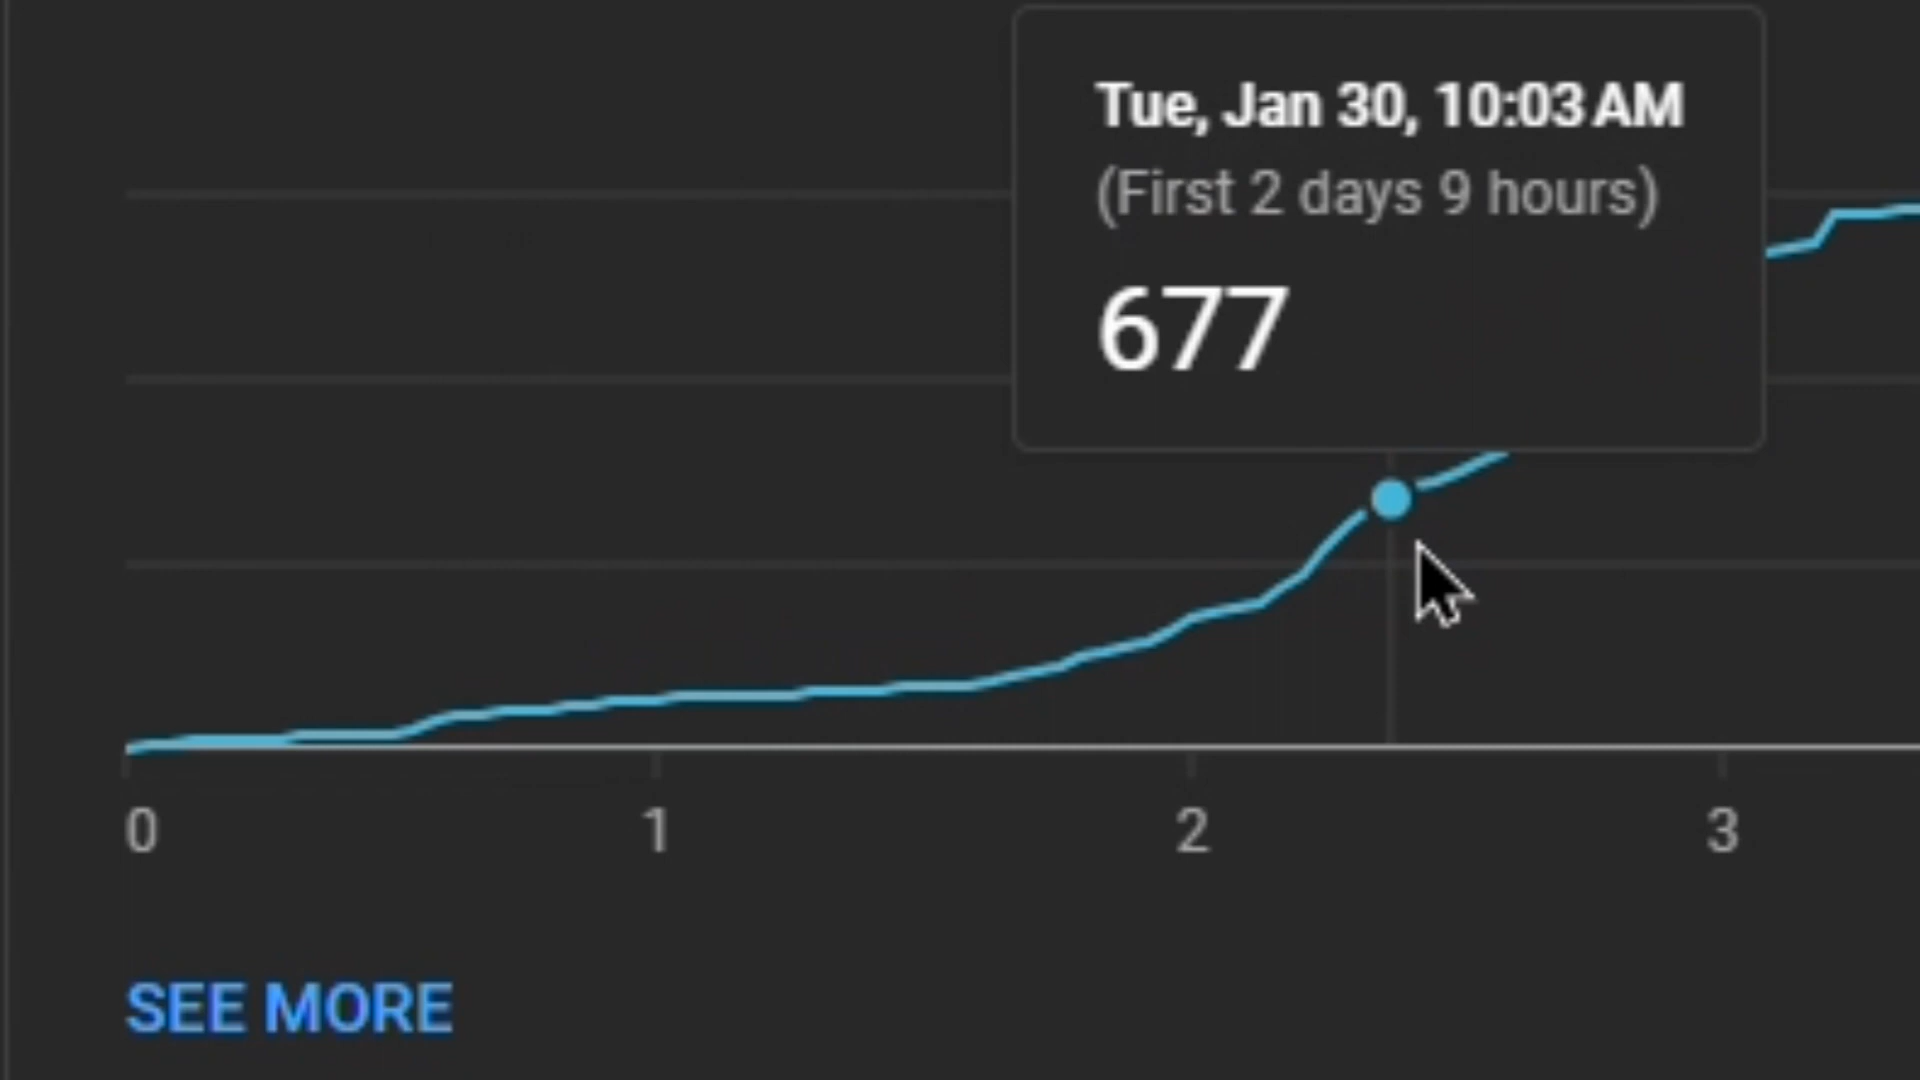 Tue, Jan 30, 10:03 AM
(First 2 days 9 hours)
677
0 1 2 3
SEE MORE